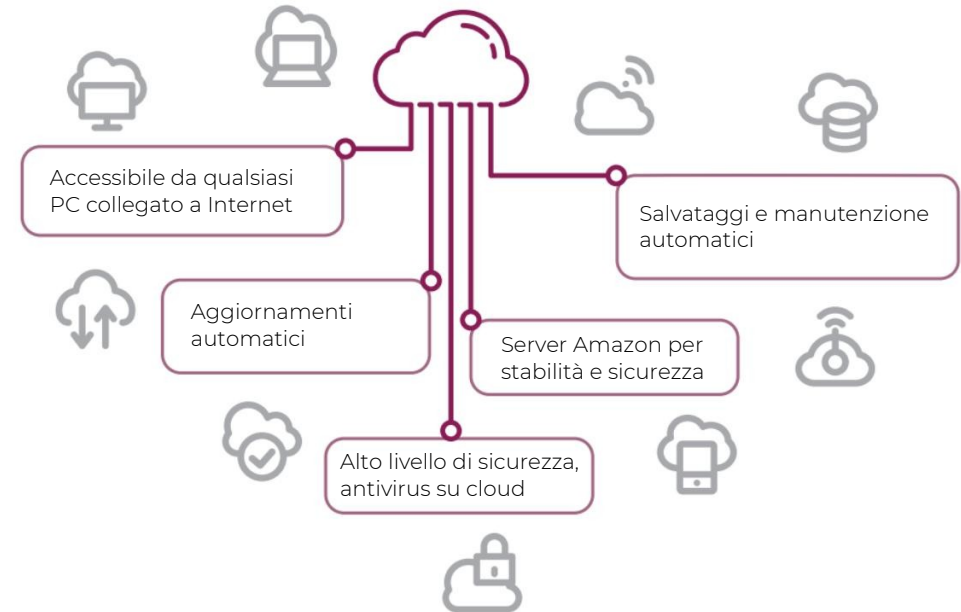 Accessibile da qualsiasi
PC collegato a Internet
Salvataggi e manutenzione
automatici
Aggiornamenti
automatici
Server Amazon per
stabilità e sicurezza
Alto livello di sicurezza,
antivirus su cloud